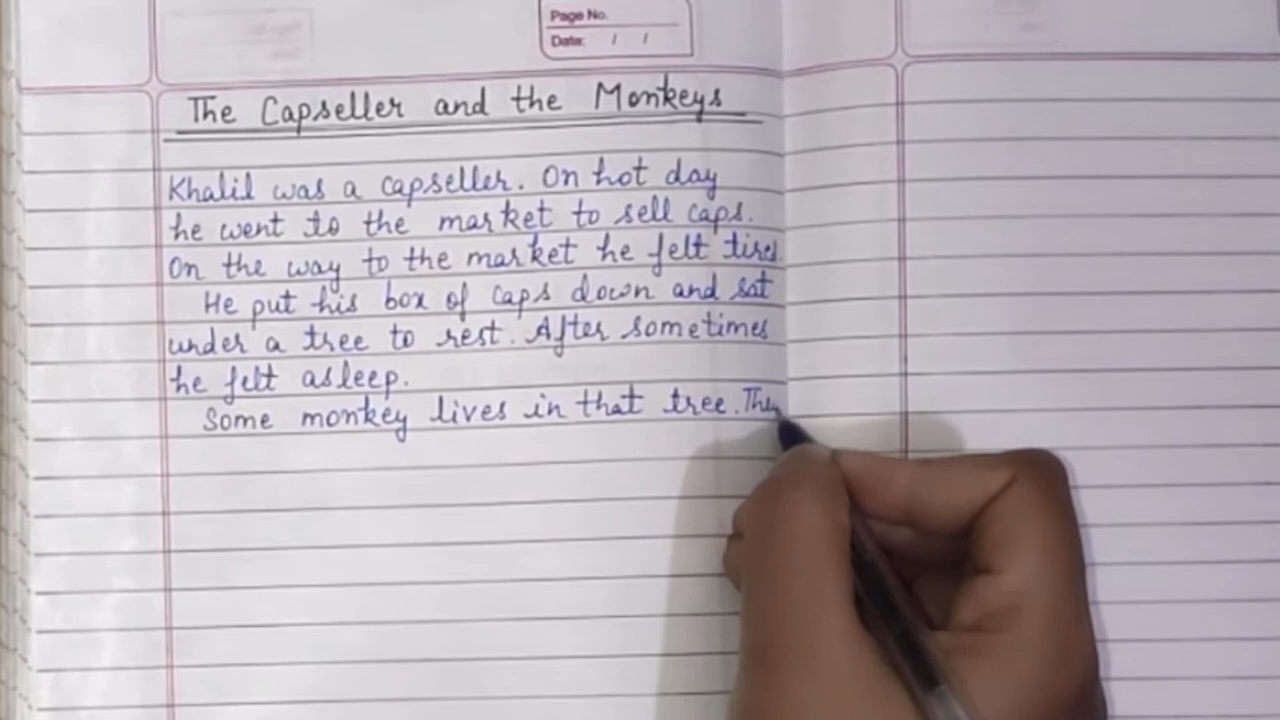 Page No.
Date: / /
The Capseller and the Monkeys
Khalil was a capseller. On hot day
he went to the market to sell caps.
On the way to the market he felt tired.
He put his box of caps down and sat
under a tree to rest. After sometimes
he felt asleep.
Some monkey lives in that tree. They